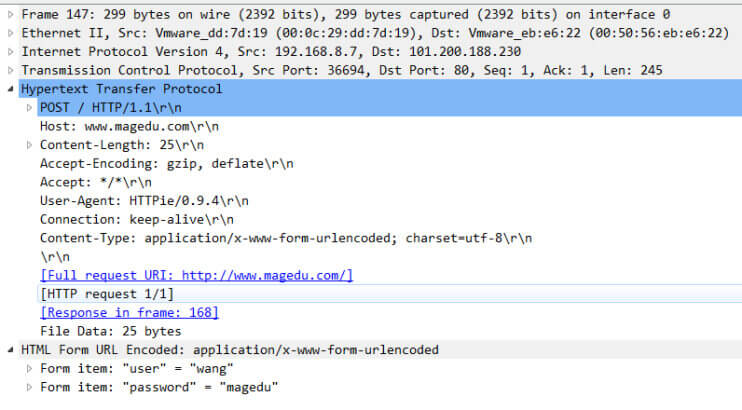 Frame 147: 299 bytes on wire (2392 bits), 299 bytes captured (2392 bits) on interface 0
Ethernet II, Src: Vmware_dd:7d:19 (00:0c:29:dd:7d:19), Dst: Vmware_eb:e6:22 (00:50:56:eb:e6:22)
Internet Protocol Version 4, Src: 192.168.8.7, Dst: 101.200.188.230
Transmission Control Protocol, Src Port: 36694, Dst Port: 80, Seq: 1, Ack: 1, Len: 245
Hypertext Transfer Protocol
POST / HTTP/1.1\r\n
Host: www.magedu.com\r\n
Content-Length: 25\r\n
Accept-Encoding: gzip, deflate\r\n
Accept: */*\r\n
User-Agent: HTTPie/0.9.4\r\n
Connection: keep-alive\r\n
Content-Type: application/x-www-form-urlencoded; charset=utf-8\r\n
\r\n
[Full request URI: http://www.magedu.com/]
[HTTP request 1/1]
[Response in frame: 168]
File Data: 25 bytes
HTML Form URL Encoded: application/x-www-form-urlencoded
Form item: "user" = "wang"
Form item: "password" = "magedu"